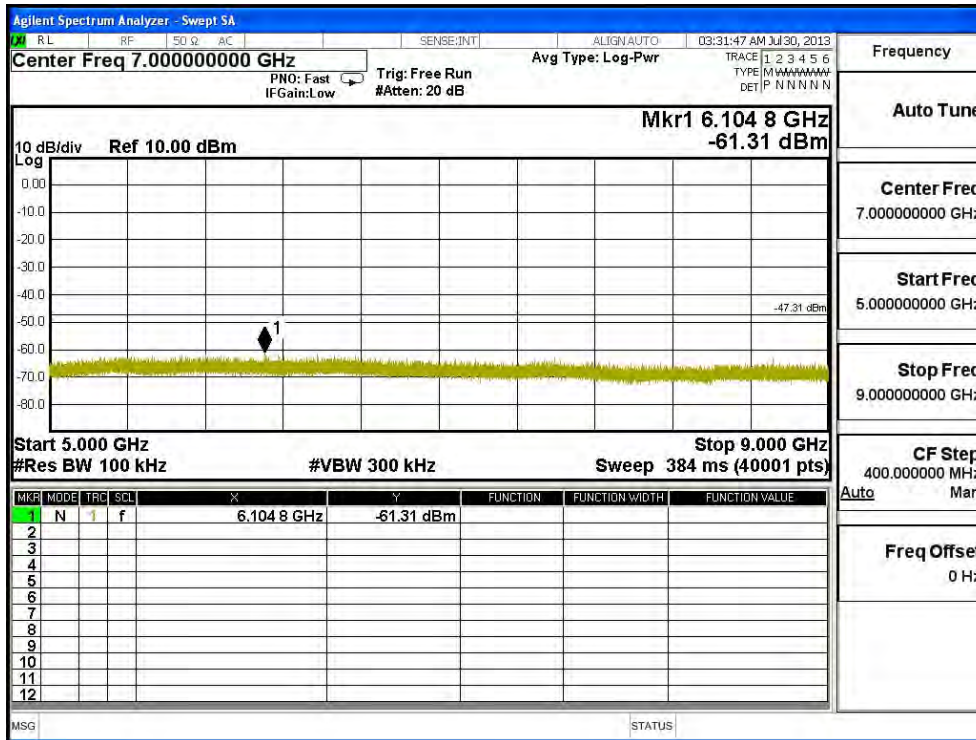 Agilent Spectrum Analyzer - Swept SA
RL RF 50 Ω AC SENSE:INT ALIGN AUTO 03:31:47 AM Jul 30, 2013
Center Freq 7.000000000 GHz
PNO: Fast
IFGain:Low
Trig: Free Run
#Atten: 20 dB
Avg Type: Log-Pwr
TRACE 1 2 3 4 5 6
TYPE M WWWWW
DET P N N N N N
Mkr1 6.104 8 GHz
-61.31 dBm
10 dB/div Ref 10.00 dBm
Log
0.00
-10.0
-20.0
-30.0
-40.0
-47.31 dBm
-50.0
1
-60.0
-70.0
-80.0
Start 5.000 GHz Stop 9.000 GHz
#Res BW 100 kHz #VBW 300 kHz Sweep 384 ms (40001 pts)
MKR MODE TRC SCL X Y FUNCTION FUNCTION WIDTH FUNCTION VALUE
1 N 1 f 6.104 8 GHz -61.31 dBm
2
3
4
5
6
7
8
9
10
11
12
MSG STATUS
Frequency
Auto Tune
Center Freq
7.000000000 GHz
Start Freq
5.000000000 GHz
Stop Freq
9.000000000 GHz
CF Step
400.000000 MHz
Auto Man
Freq Offset
0 Hz